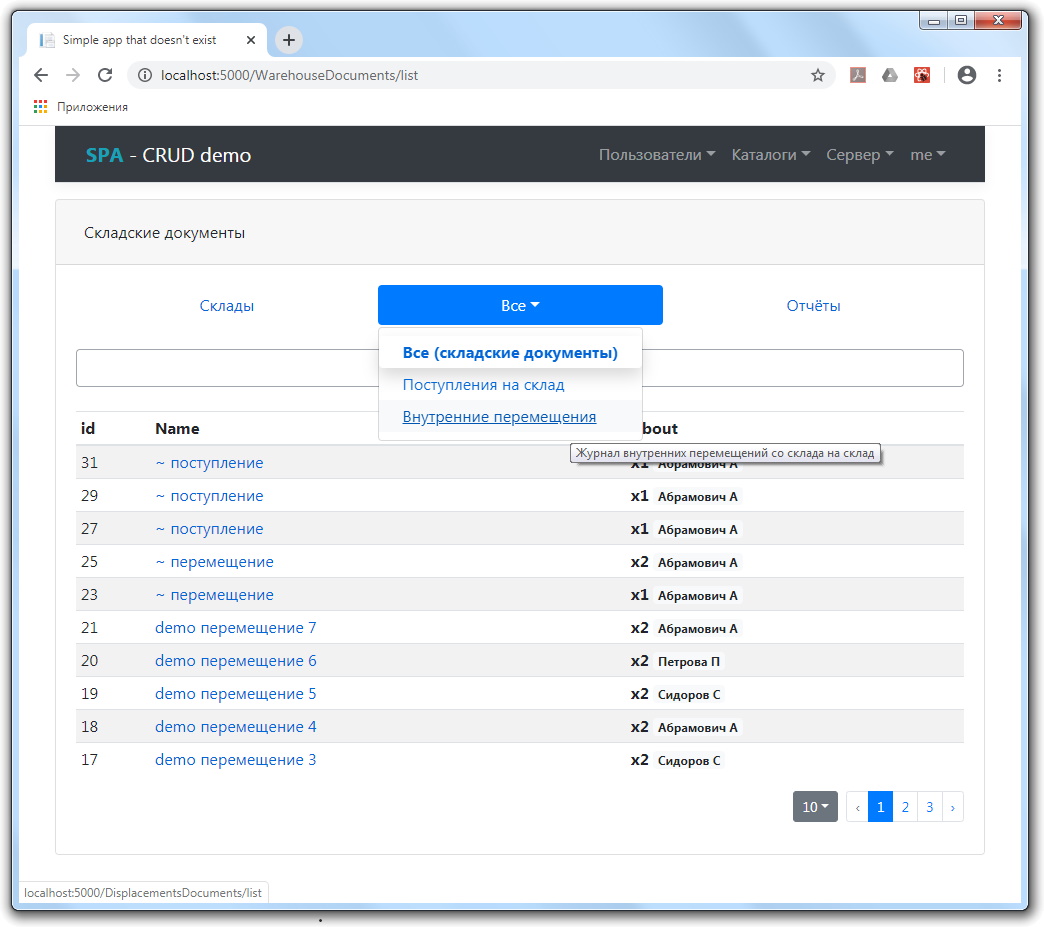 Simple app that doesn't exist
localhost:5000/WarehouseDocuments/list
Приложения
SPA - CRUD demo Пользователи Каталоги Сервер me
Складские документы
Склады Все Отчёты
Все (складские документы)
Поступления на склад
Внутренние перемещения
id Name bout
Журнал внутренних перемещений со склада на склад
31 ~ поступление x1 Абрамович А
29 ~ поступление x1 Абрамович А
27 ~ поступление x1 Абрамович А
25 ~ перемещение x2 Абрамович А
23 ~ перемещение x1 Абрамович А
21 demo перемещение 7 x2 Абрамович А
20 demo перемещение 6 x2 Петрова П
19 demo перемещение 5 x2 Сидоров С
18 demo перемещение 4 x2 Абрамович А
17 demo перемещение 3 x2 Сидоров С
10 ‹ 1 2 3 ›
localhost:5000/DisplacementsDocuments/list